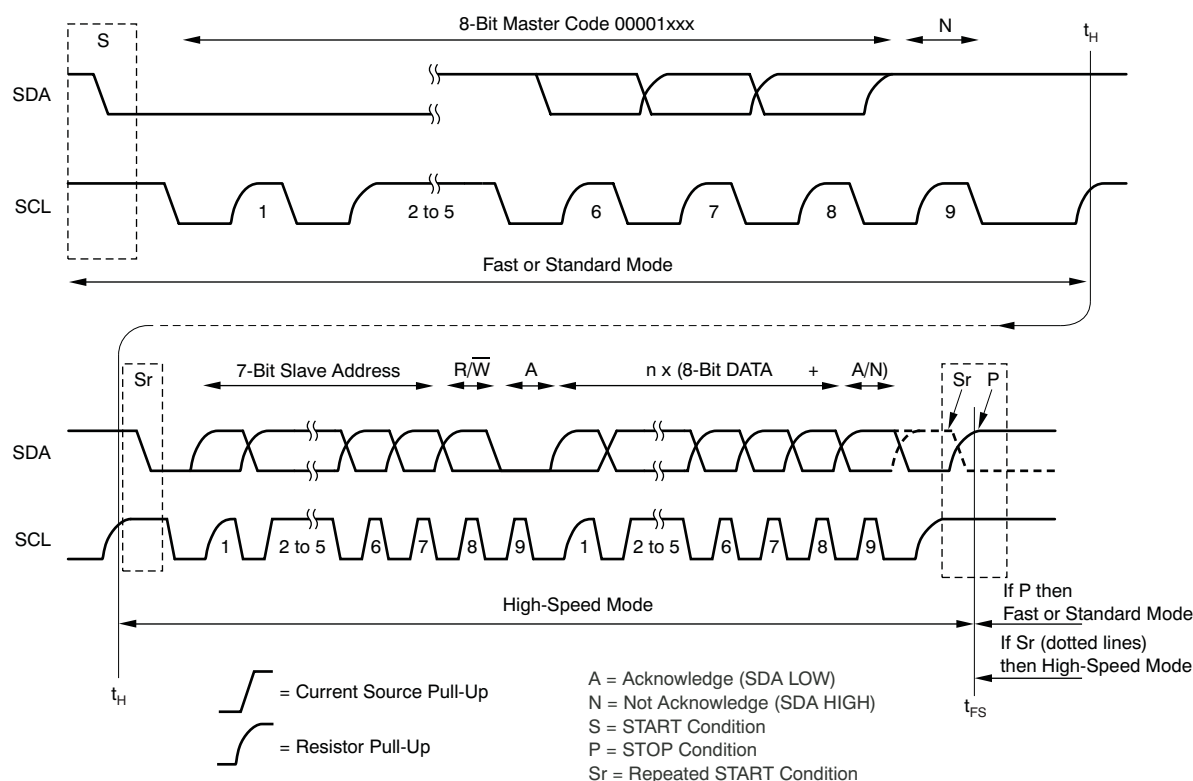 S
8-Bit Master Code 00001xxx
N
tH
SDA
SCL
1
2 to 5
6
7
8
9
Fast or Standard Mode
Sr
7-Bit Slave Address
R/W̅
A
n x (8-Bit DATA
+
A/N)
Sr
P
SDA
SCL
1
2 to 5
6
7
8
9
1
2 to 5
6
7
8
9
High-Speed Mode
If P then
Fast or Standard Mode
If Sr (dotted lines)
then High-Speed Mode
tH
tFS
= Current Source Pull-Up
= Resistor Pull-Up
A = Acknowledge (SDA LOW)
N = Not Acknowledge (SDA HIGH)
S = START Condition
P = STOP Condition
Sr = Repeated START Condition